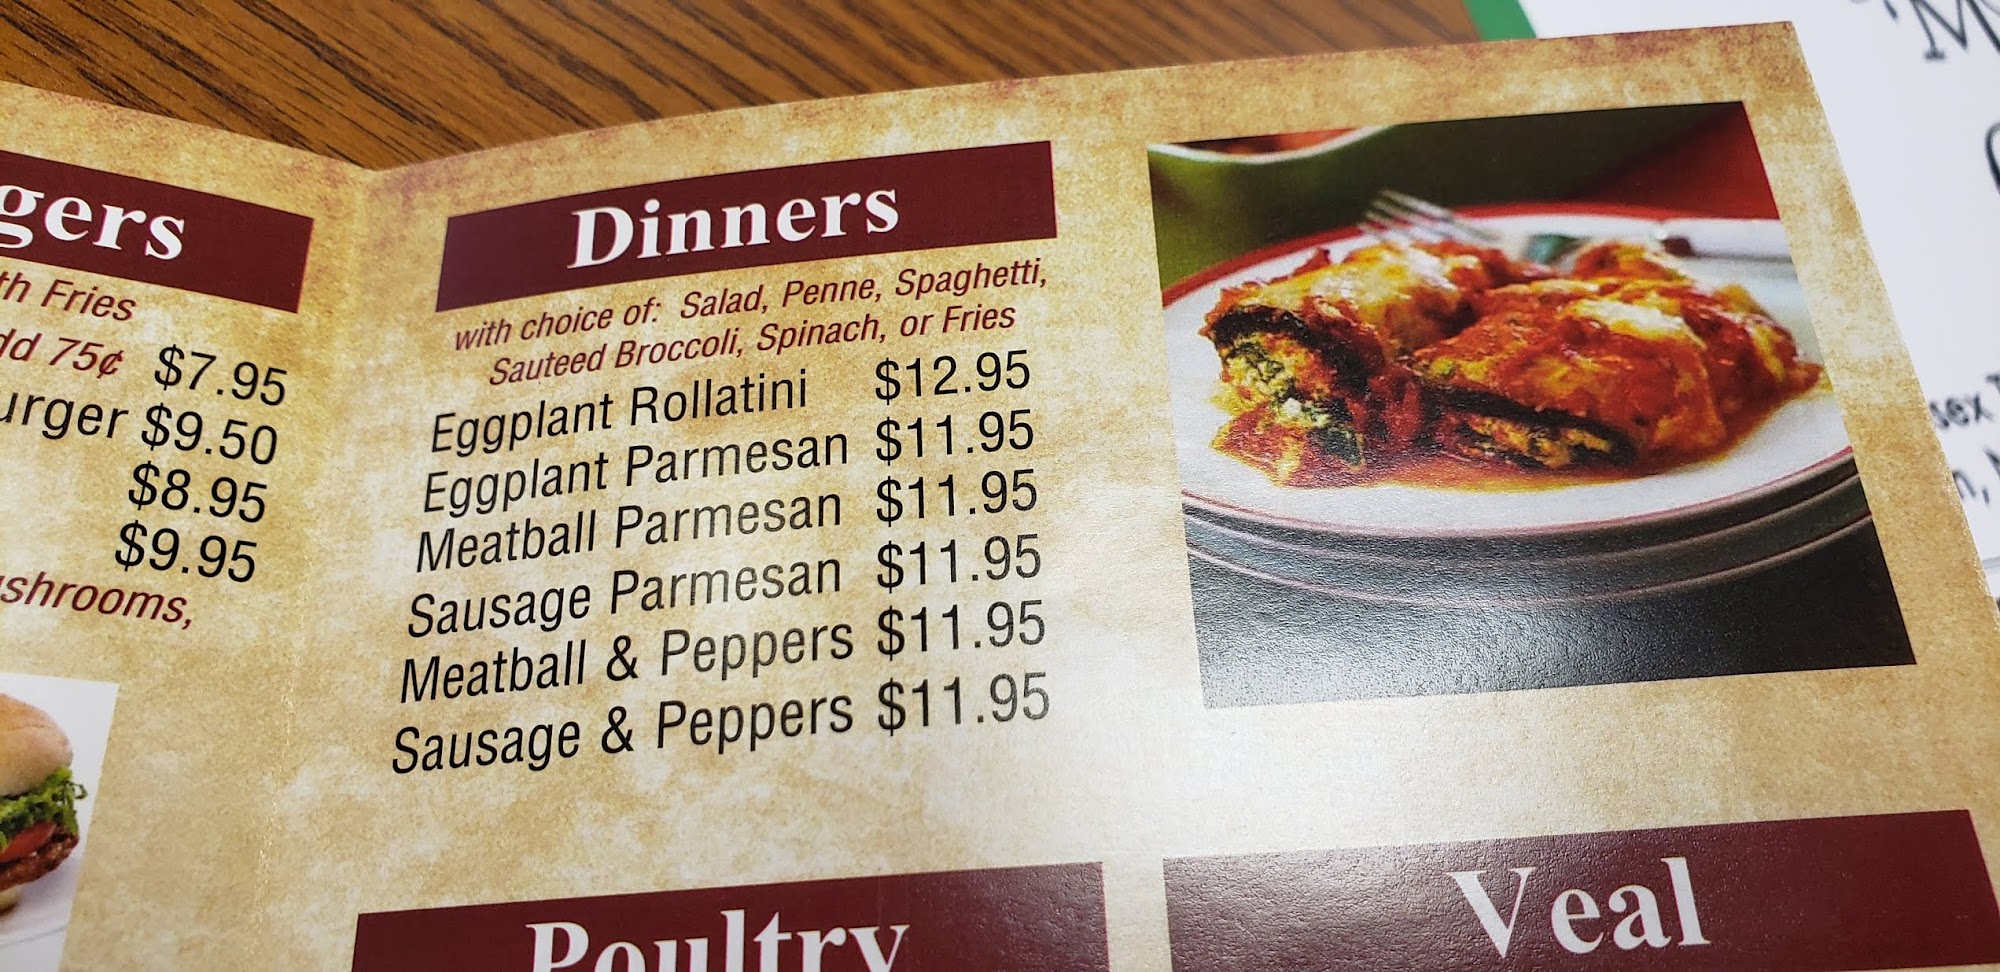 gers
th Fries
dd 75¢ $7.95
urger $9.50
$8.95
$9.95
shrooms,
Dinners
with choice of: Salad, Penne, Spaghetti,
Sauteed Broccoli, Spinach, or Fries
Eggplant Rollatini $12.95
Eggplant Parmesan $11.95
Meatball Parmesan $11.95
Sausage Parmesan $11.95
Meatball & Peppers $11.95
Sausage & Peppers $11.95
Poultry
Veal
sex